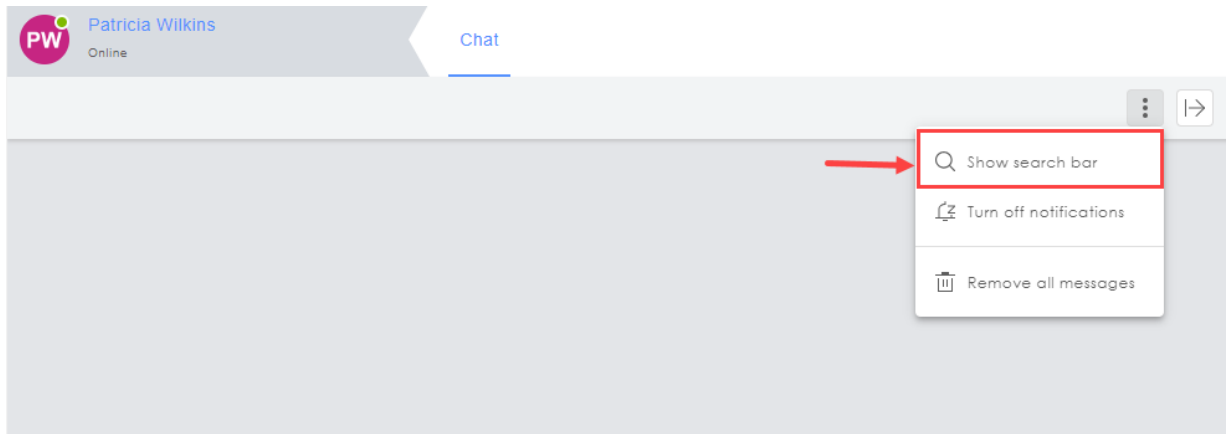 PW
Patricia Wilkins
Online
Chat
Show search bar
Turn off notifications
Remove all messages